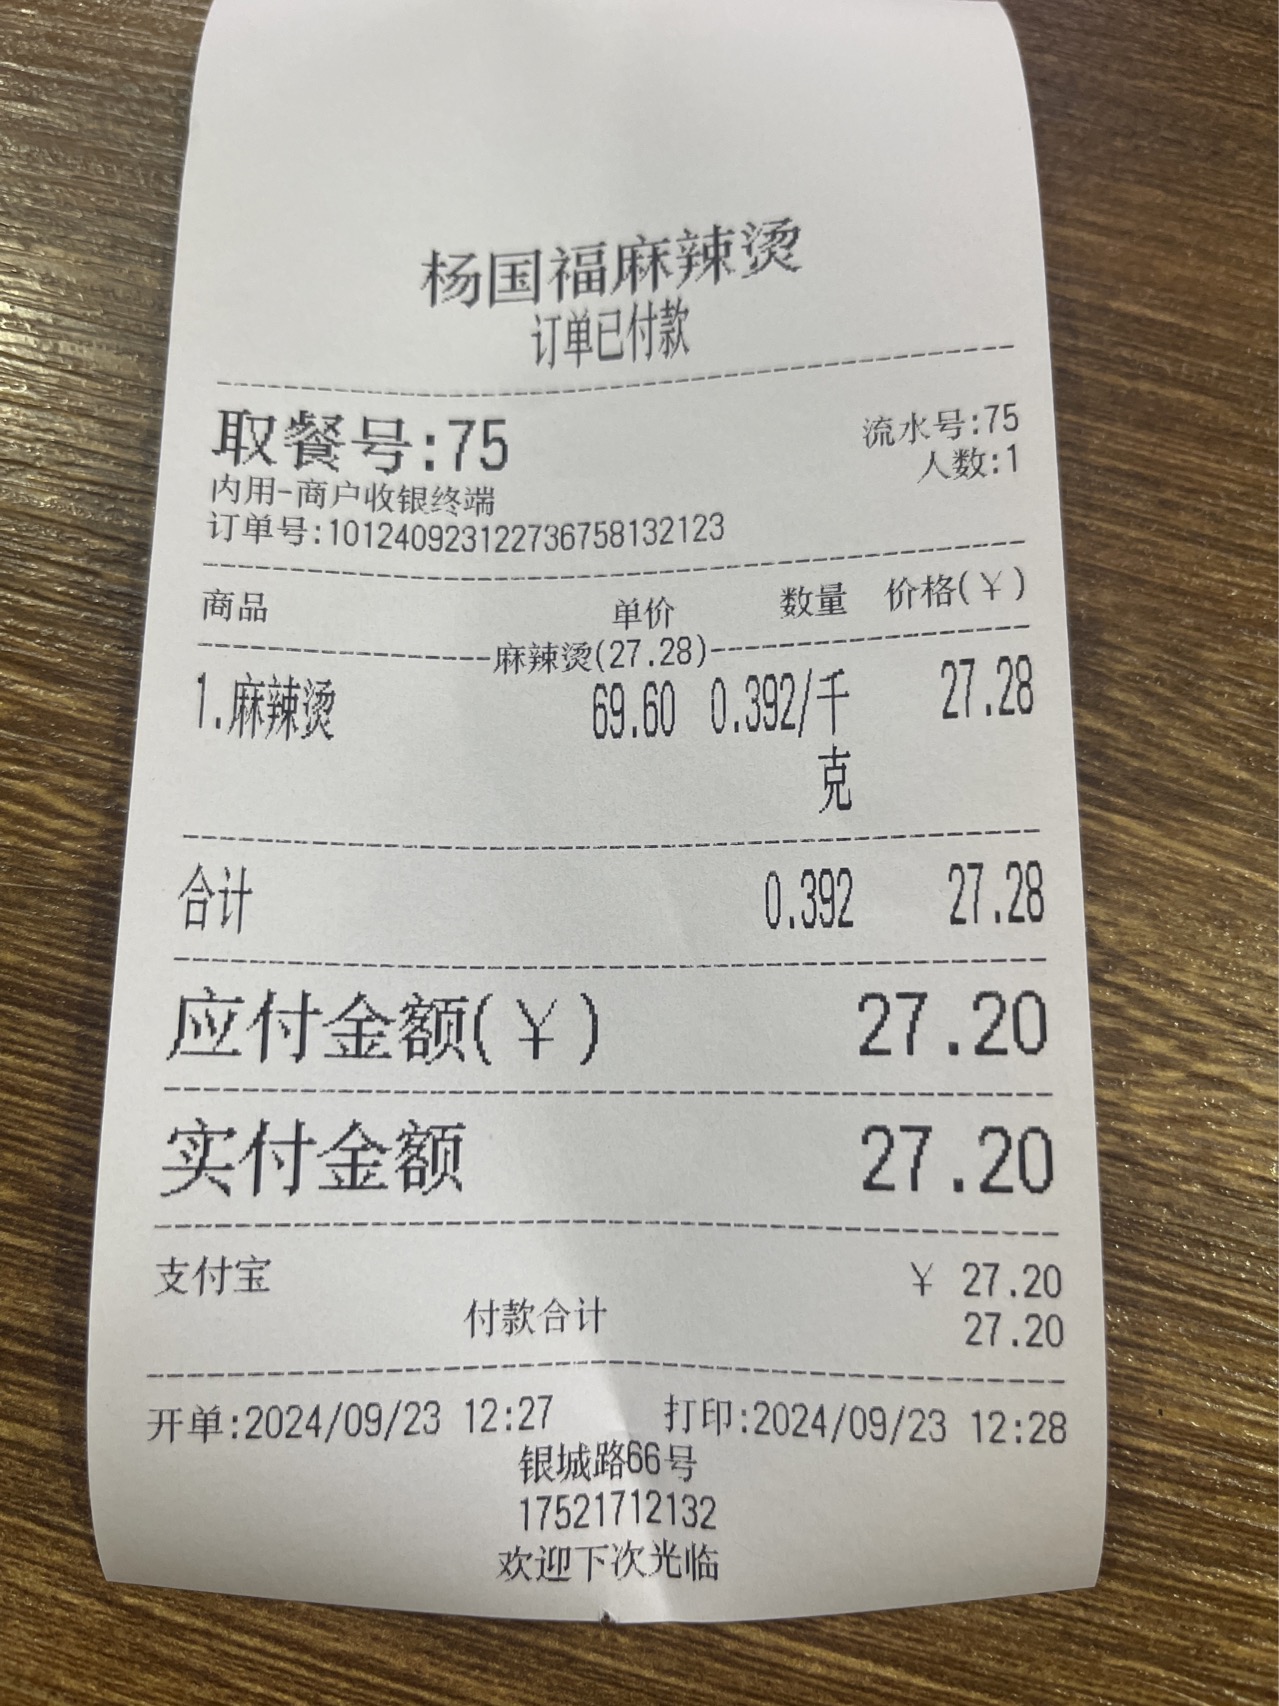 杨国福麻辣烫
订单已付款
取餐号:75 流水号:75
人数:1
内用-商户收银终端
订单号:101240923122736758132123
商品 单价 数量 价格(¥)
麻辣烫(27.28)
1.麻辣烫 69.60 0.392/千 27.28
克
合计 0.392 27.28
应付金额(¥) 27.20
实付金额 27.20
支付宝 ¥ 27.20
付款合计 27.20
开单:2024/09/23 12:27 打印:2024/09/23 12:28
银城路66号
17521712132
欢迎下次光临